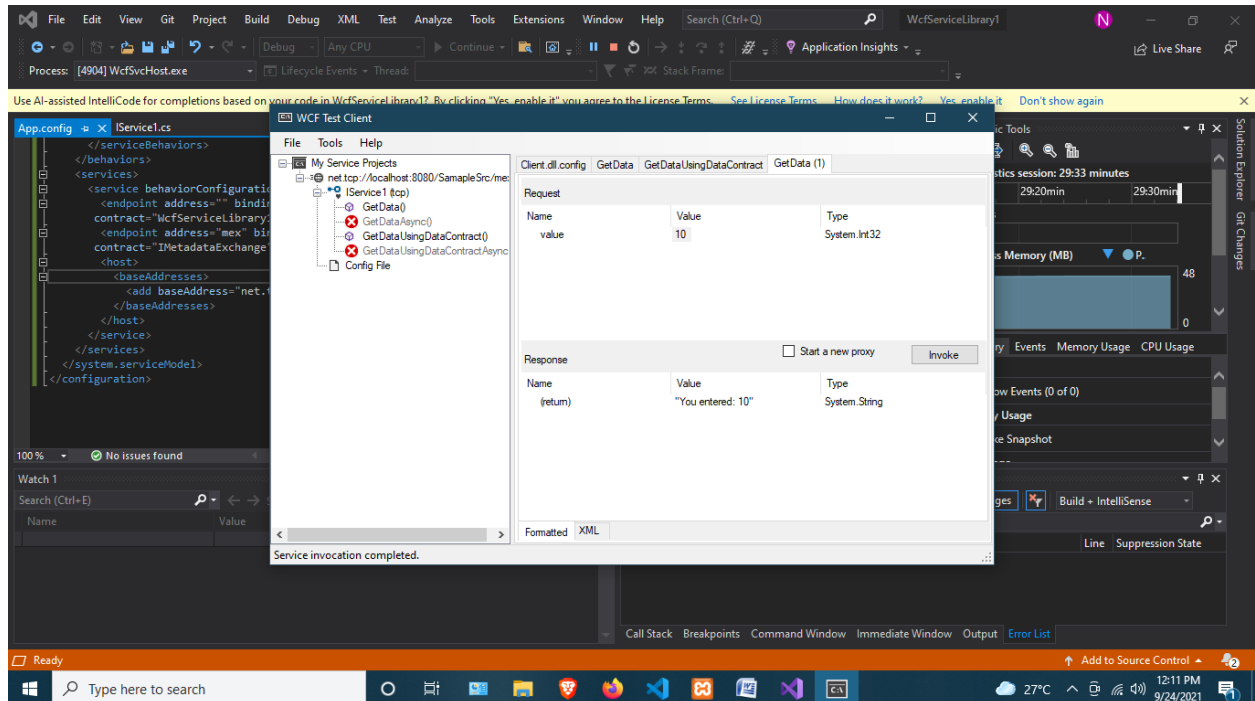 File Edit View Git Project Build Debug XML Test Analyze Tools Extensions Window Help Search (Ctrl+Q) WcfServiceLibrary1 N
Debug Any CPU Continue Application Insights Live Share
Process: [4904] WcfSvcHost.exe Lifecycle Events Thread: Stack Frame:
Use AI-assisted IntelliCode for completions based on your code in WcfServiceLibrary1? By clicking "Yes, enable it" you agree to the License Terms. See License Terms How does it work? Yes, enable it Don't show again
App.config IService1.cs
</serviceBehaviors>
</behaviors>
<services>
<service behaviorConfiguratio
<endpoint address="" bindin
contract="WcfServiceLibrary1
<endpoint address="mex" bin
contract="IMetadataExchange"
<host>
<baseAddresses>
<add baseAddress="net.t
</baseAddresses>
</host>
</service>
</services>
</system.serviceModel>
</configuration>
100 % No issues found
WCF Test Client
File Tools Help
My Service Projects
net.tcp://localhost:8080/SamapleSrc/mex
IService1 (tcp)
GetData()
GetDataAsync()
GetDataUsingDataContract()
GetDataUsingDataContractAsync
Config File
Client.dll.config GetData GetDataUsingDataContract GetData (1)
Request
Name Value Type
value 10 System.Int32
Start a new proxy Invoke
Response
Name Value Type
(return) "You entered: 10" System.String
Formatted XML
Service invocation completed.
ic Tools
stics session: 29:33 minutes
29:20min 29:30min
s Memory (MB) P..
48
0
ry Events Memory Usage CPU Usage
ow Events (0 of 0)
y Usage
ke Snapshot
Solution Explorer
Git Changes
Watch 1
Search (Ctrl+E)
Name Value
ges Build + IntelliSense
Line Suppression State
Call Stack Breakpoints Command Window Immediate Window Output Error List
Ready Add to Source Control 2
Type here to search 27°C 12:11 PM
9/24/2021